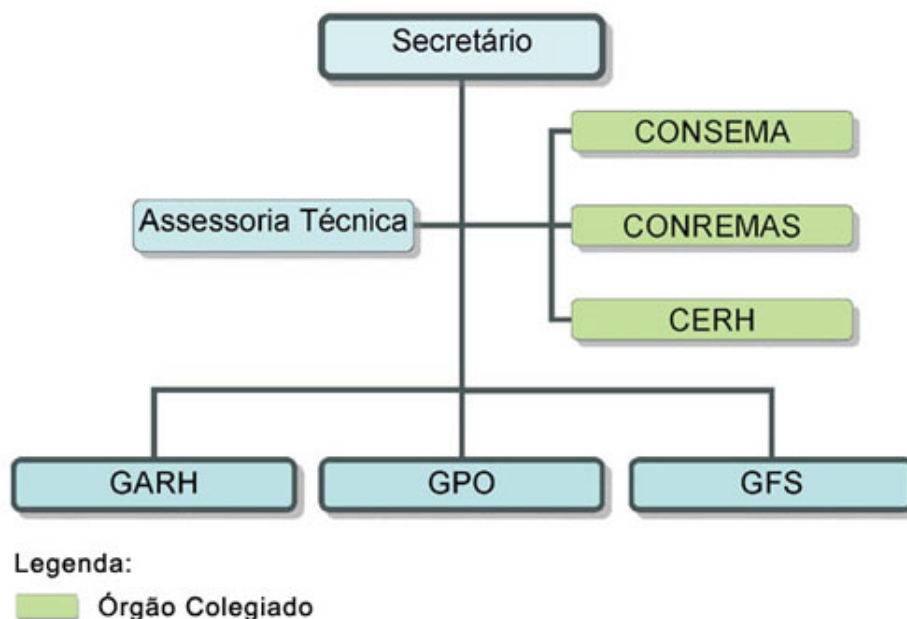 Secretário
CONSEMA
Assessoria Técnica
CONREMAS
CERH
GARH
GPO
GFS
Legenda:
Órgão Colegiado